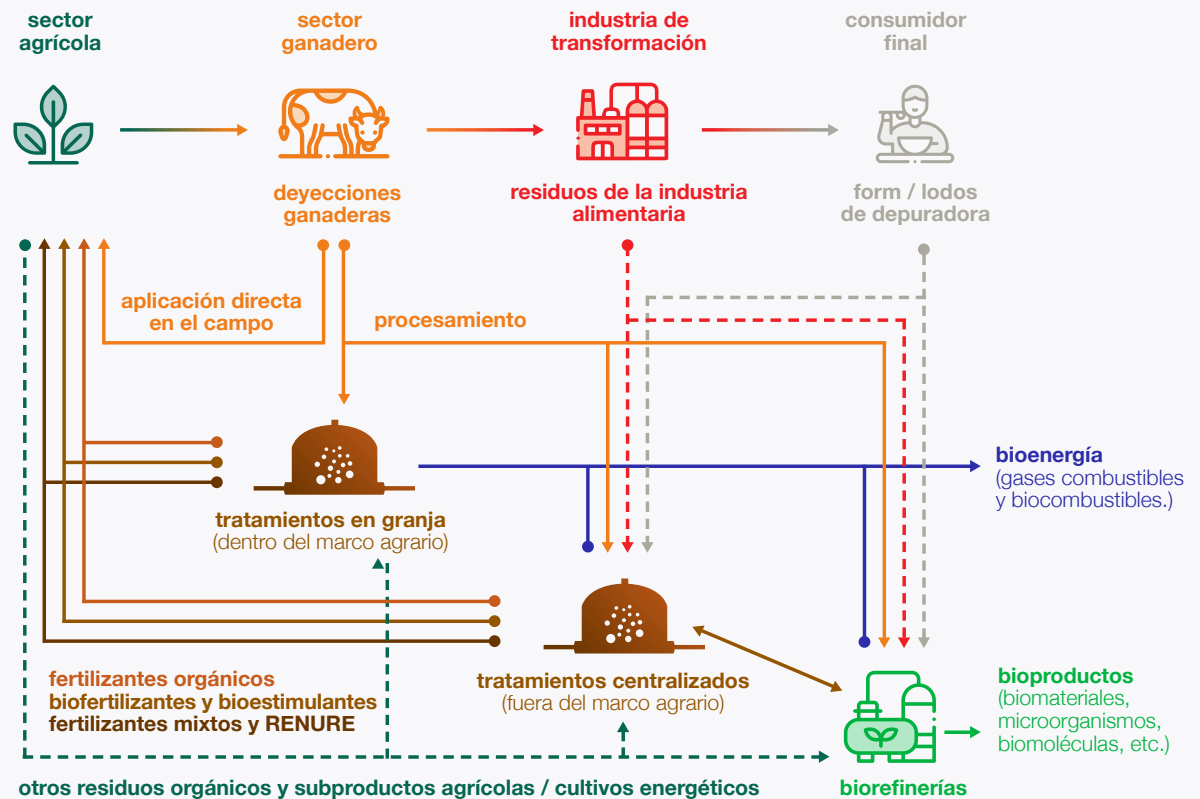 sector
agrícola
sector
ganadero
industria de
transformación
consumidor
final
deyecciones
ganaderas
residuos de la industria
alimentaria
form / lodos
de depuradora
aplicación directa
en el campo
procesamiento
bioenergía
(gases combustibles
y biocombustibles.)
tratamientos en granja
(dentro del marco agrario)
fertilizantes orgánicos
biofertilizantes y bioestimulantes
fertilizantes mixtos y RENURE
tratamientos centralizados
(fuera del marco agrario)
bioproductos
(biomateriales,
microorganismos,
biomoléculas, etc.)
otros residuos orgánicos y subproductos agrícolas / cultivos energéticos
biorefinerías